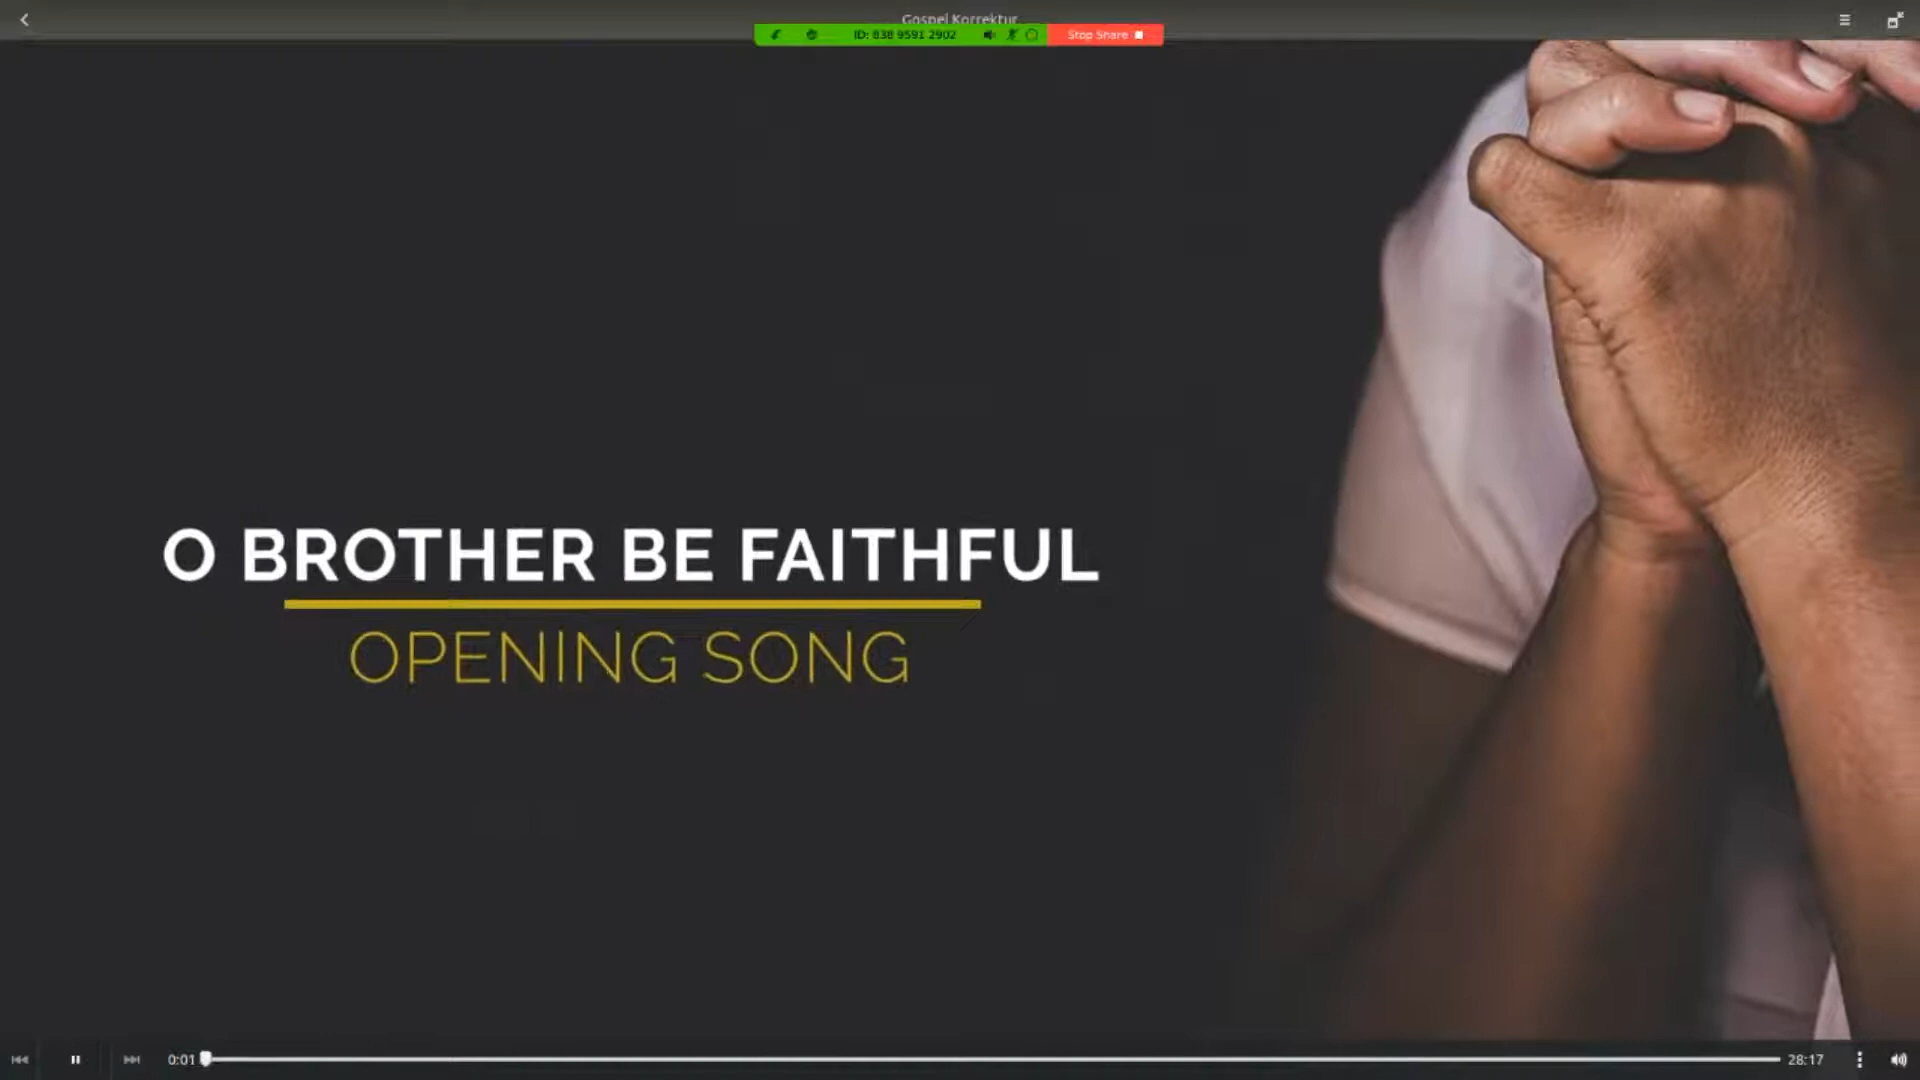 Gospel Korrektur
ID: 838 9591 2902
Stop Share
O BROTHER BE FAITHFUL
OPENING SONG
0:01
28:17